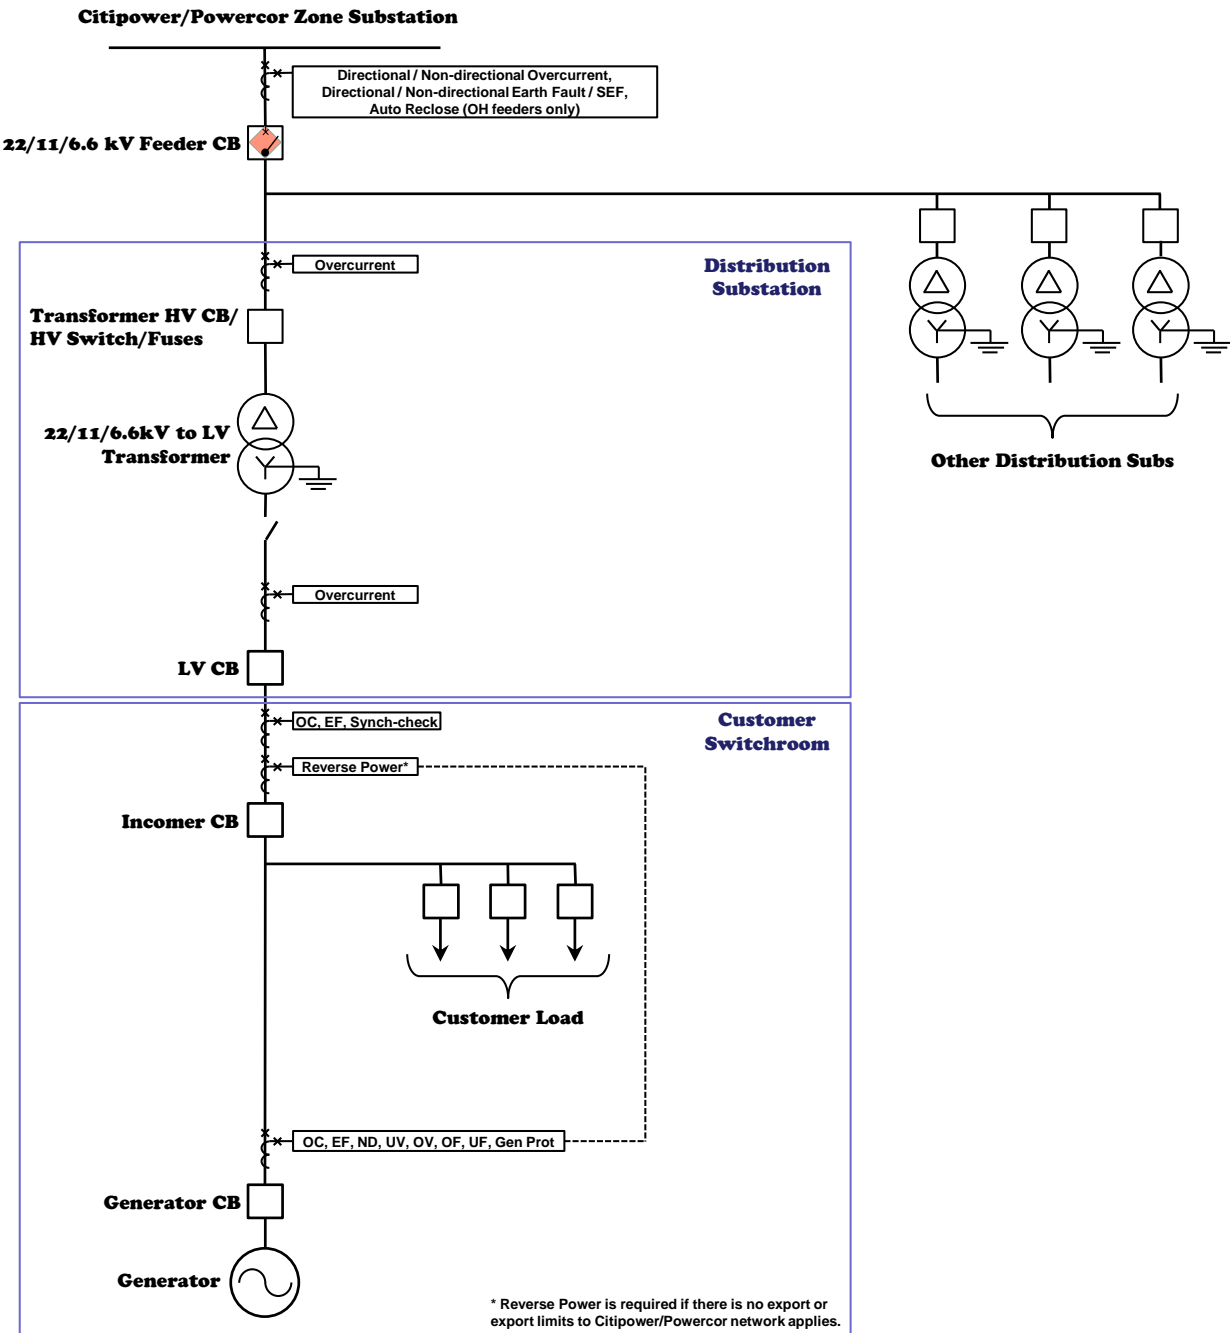 Citipower/Powercor Zone Substation
Directional / Non-directional Overcurrent,
Directional / Non-directional Earth Fault / SEF,
Auto Reclose (OH feeders only)
22/11/6.6 kV Feeder CB
Overcurrent
Distribution
Substation
Transformer HV CB/
HV Switch/Fuses
22/11/6.6kV to LV
Transformer
Other Distribution Subs
Overcurrent
LV CB
OC, EF, Synch-check
Customer
Switchroom
Reverse Power*
Incomer CB
Customer Load
OC, EF, ND, UV, OV, OF, UF, Gen Prot
Generator CB
Generator
* Reverse Power is required if there is no export or
export limits to Citipower/Powercor network applies.